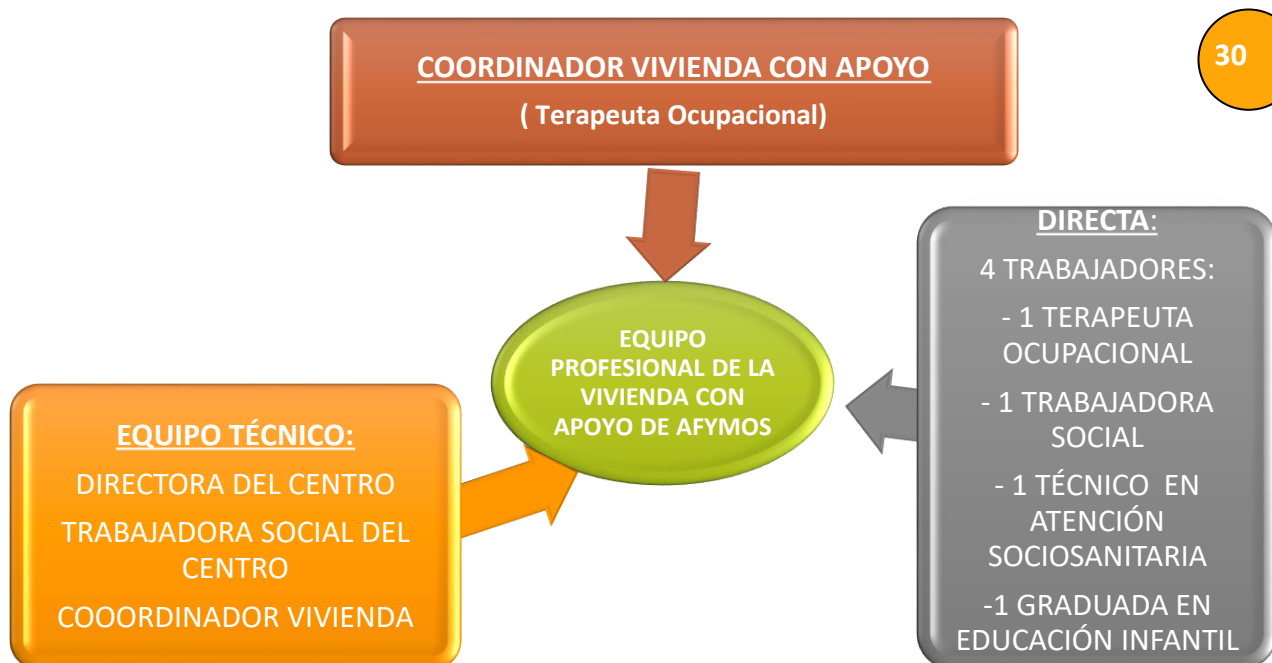 COORDINADOR VIVIENDA CON APOYO
( Terapeuta Ocupacional)
30
EQUIPO
PROFESIONAL DE LA
VIVIENDA CON
APOYO DE AFYMOS
EQUIPO TÉCNICO:
DIRECTORA DEL CENTRO
TRABAJADORA SOCIAL DEL
CENTRO
COOORDINADOR VIVIENDA
DIRECTA:
4 TRABAJADORES:
- 1 TERAPEUTA
OCUPACIONAL
- 1 TRABAJADORA
SOCIAL
- 1 TÉCNICO EN
ATENCIÓN
SOCIOSANITARIA
-1 GRADUADA EN
EDUCACIÓN INFANTIL